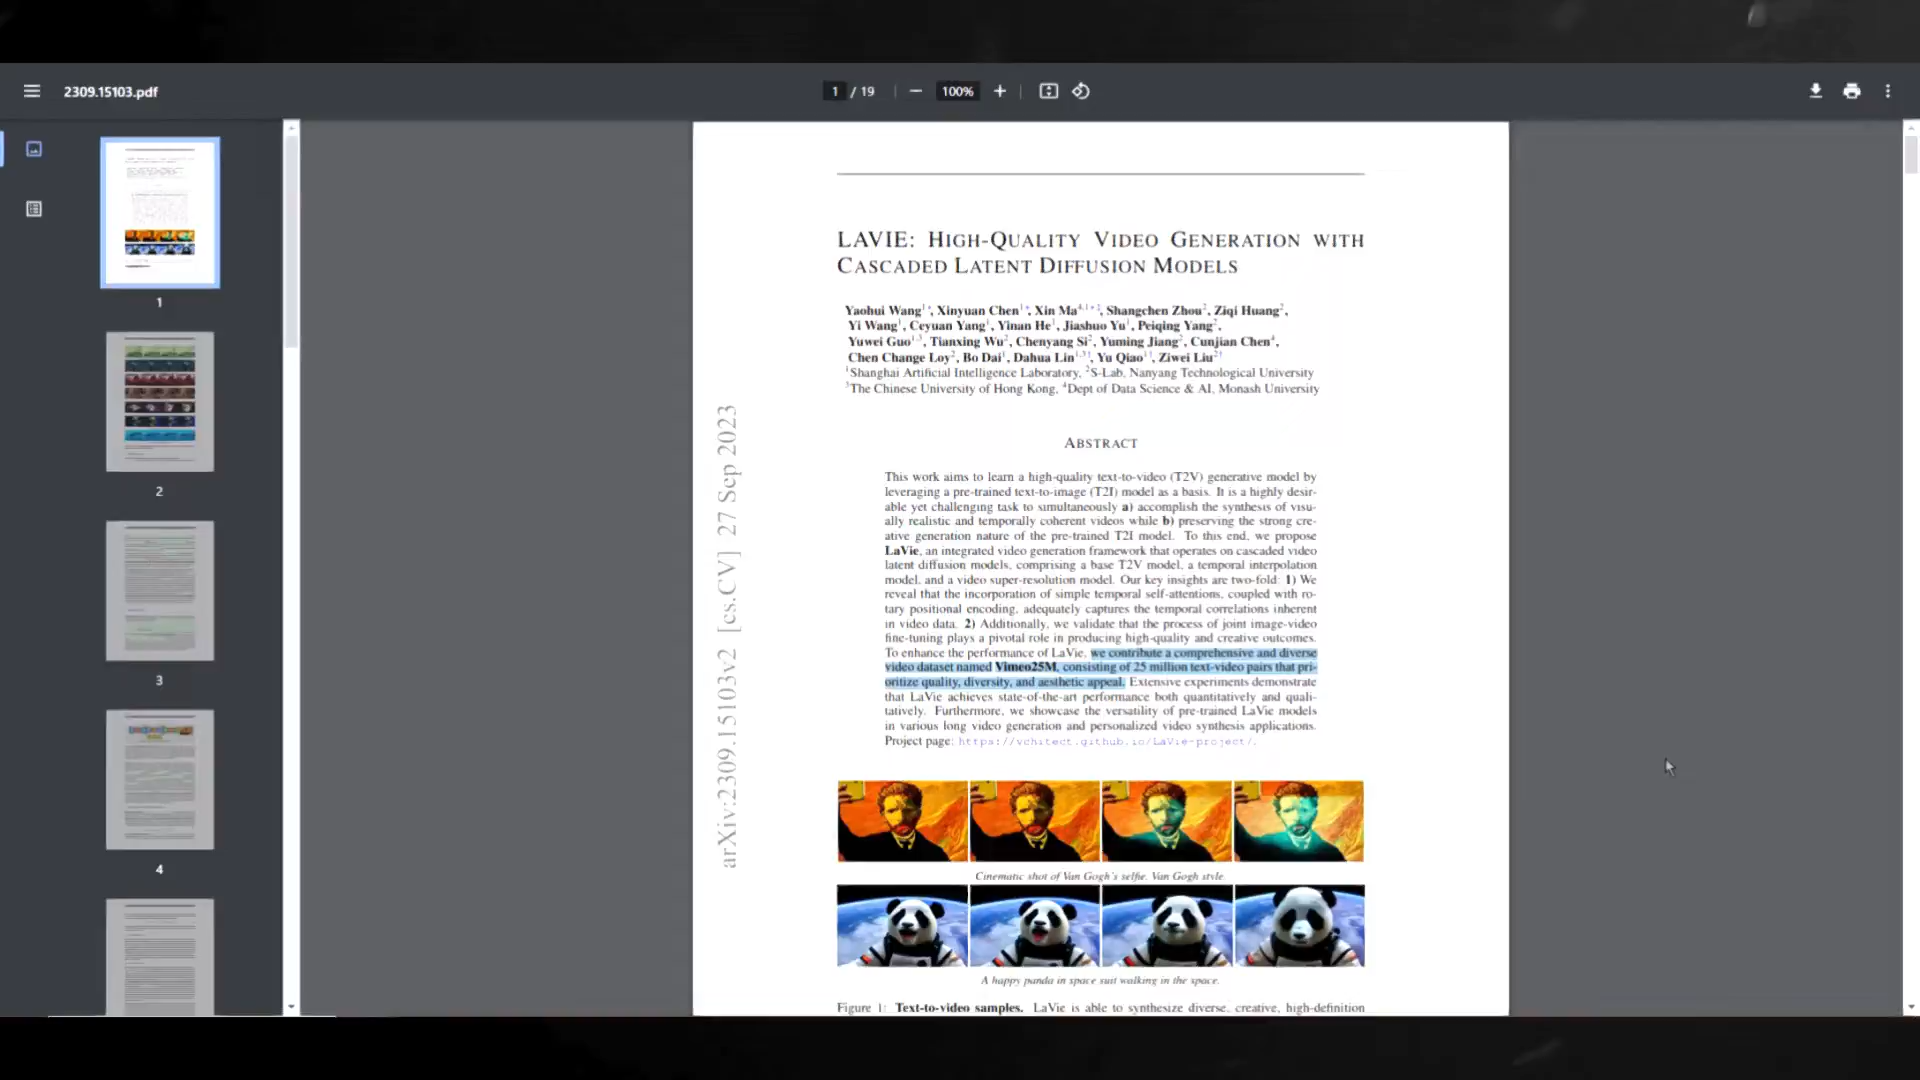 2309.15103.pdf
1 / 19
100%
1
2
3
4
LAVIE: HIGH-QUALITY VIDEO GENERATION WITH
CASCADED LATENT DIFFUSION MODELS
Yaohui Wang1*, Xinyuan Chen1*, Xin Ma4,1*‡, Shangchen Zhou2, Ziqi Huang2,
Yi Wang1, Ceyuan Yang1, Yinan He1, Jiashuo Yu1, Peiqing Yang2,
Yuwei Guo1,3, Tianxing Wu2, Chenyang Si2, Yuming Jiang2, Cunjian Chen4,
Chen Change Loy2, Bo Dai1, Dahua Lin1,3†, Yu Qiao1†, Ziwei Liu2†
1Shanghai Artificial Intelligence Laboratory, 2S-Lab, Nanyang Technological University
3The Chinese University of Hong Kong, 4Dept of Data Science & AI, Monash University
ABSTRACT
This work aims to learn a high-quality text-to-video (T2V) generative model by
leveraging a pre-trained text-to-image (T2I) model as a basis. It is a highly desir-
able yet challenging task to simultaneously a) accomplish the synthesis of visu-
ally realistic and temporally coherent videos while b) preserving the strong cre-
ative generation nature of the pre-trained T2I model. To this end, we propose
LaVie, an integrated video generation framework that operates on cascaded video
latent diffusion models, comprising a base T2V model, a temporal interpolation
model, and a video super-resolution model. Our key insights are two-fold: 1) We
reveal that the incorporation of simple temporal self-attentions, coupled with ro-
tary positional encoding, adequately captures the temporal correlations inherent
in video data. 2) Additionally, we validate that the process of joint image-video
fine-tuning plays a pivotal role in producing high-quality and creative outcomes.
To enhance the performance of LaVie, we contribute a comprehensive and diverse
video dataset named Vimeo25M, consisting of 25 million text-video pairs that pri-
oritize quality, diversity, and aesthetic appeal. Extensive experiments demonstrate
that LaVie achieves state-of-the-art performance both quantitatively and quali-
tatively. Furthermore, we showcase the versatility of pre-trained LaVie models
in various long video generation and personalized video synthesis applications.
Project page: https://vchitect.github.io/LaVie-project/.
arXiv:2309.15103v2 [cs.CV] 27 Sep 2023
Cinematic shot of Van Gogh's selfie, Van Gogh style.
A happy panda in space suit walking in the space.
Figure 1: Text-to-video samples. LaVie is able to synthesize diverse, creative, high-definition